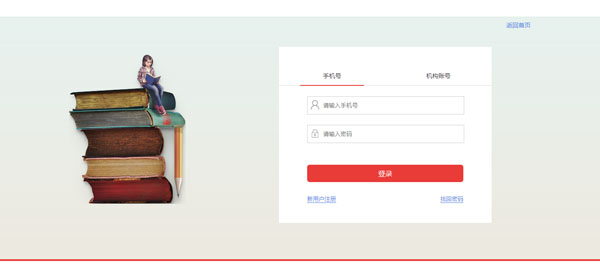 返回首页
手机号 机构账号
请输入手机号
请输入密码
登录
新用户注册 找回密码